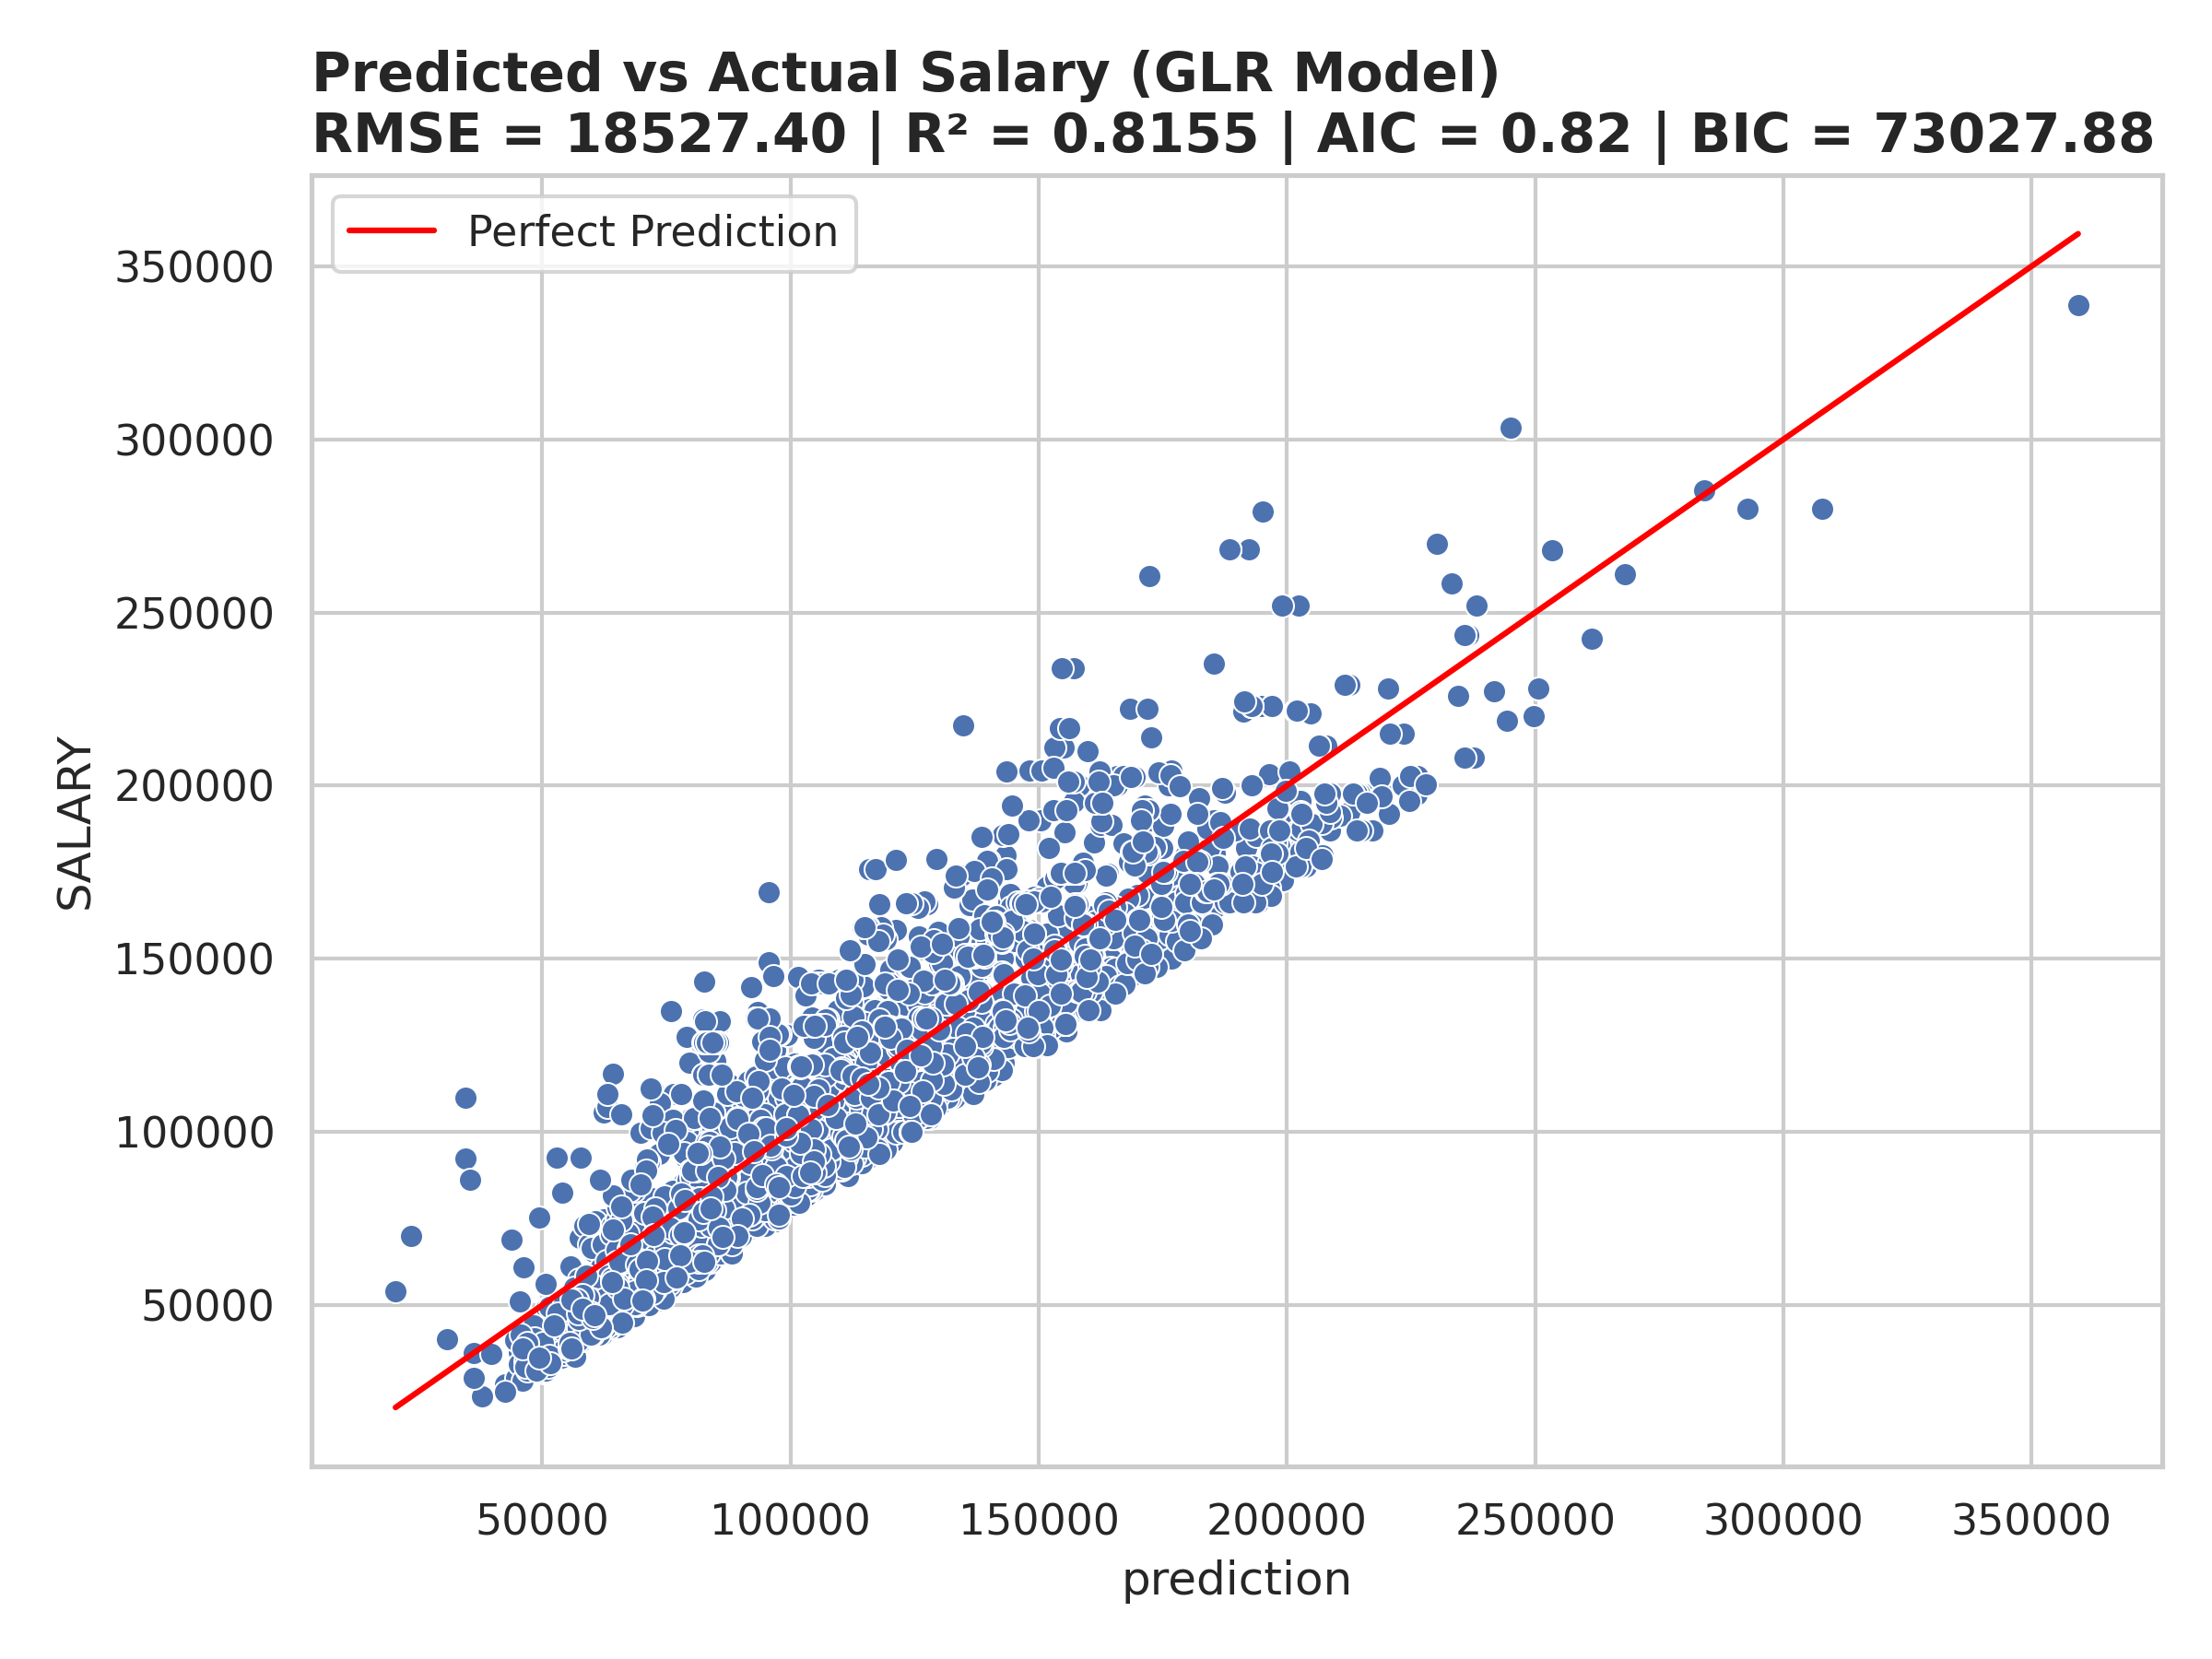 Predicted vs Actual Salary (GLR Model)
RMSE = 18527.40 | R² = 0.8155 | AIC = 0.82 | BIC = 73027.88
Perfect Prediction
350000
300000
250000
200000
150000
100000
50000
SALARY
50000 100000 150000 200000 250000 300000 350000
prediction